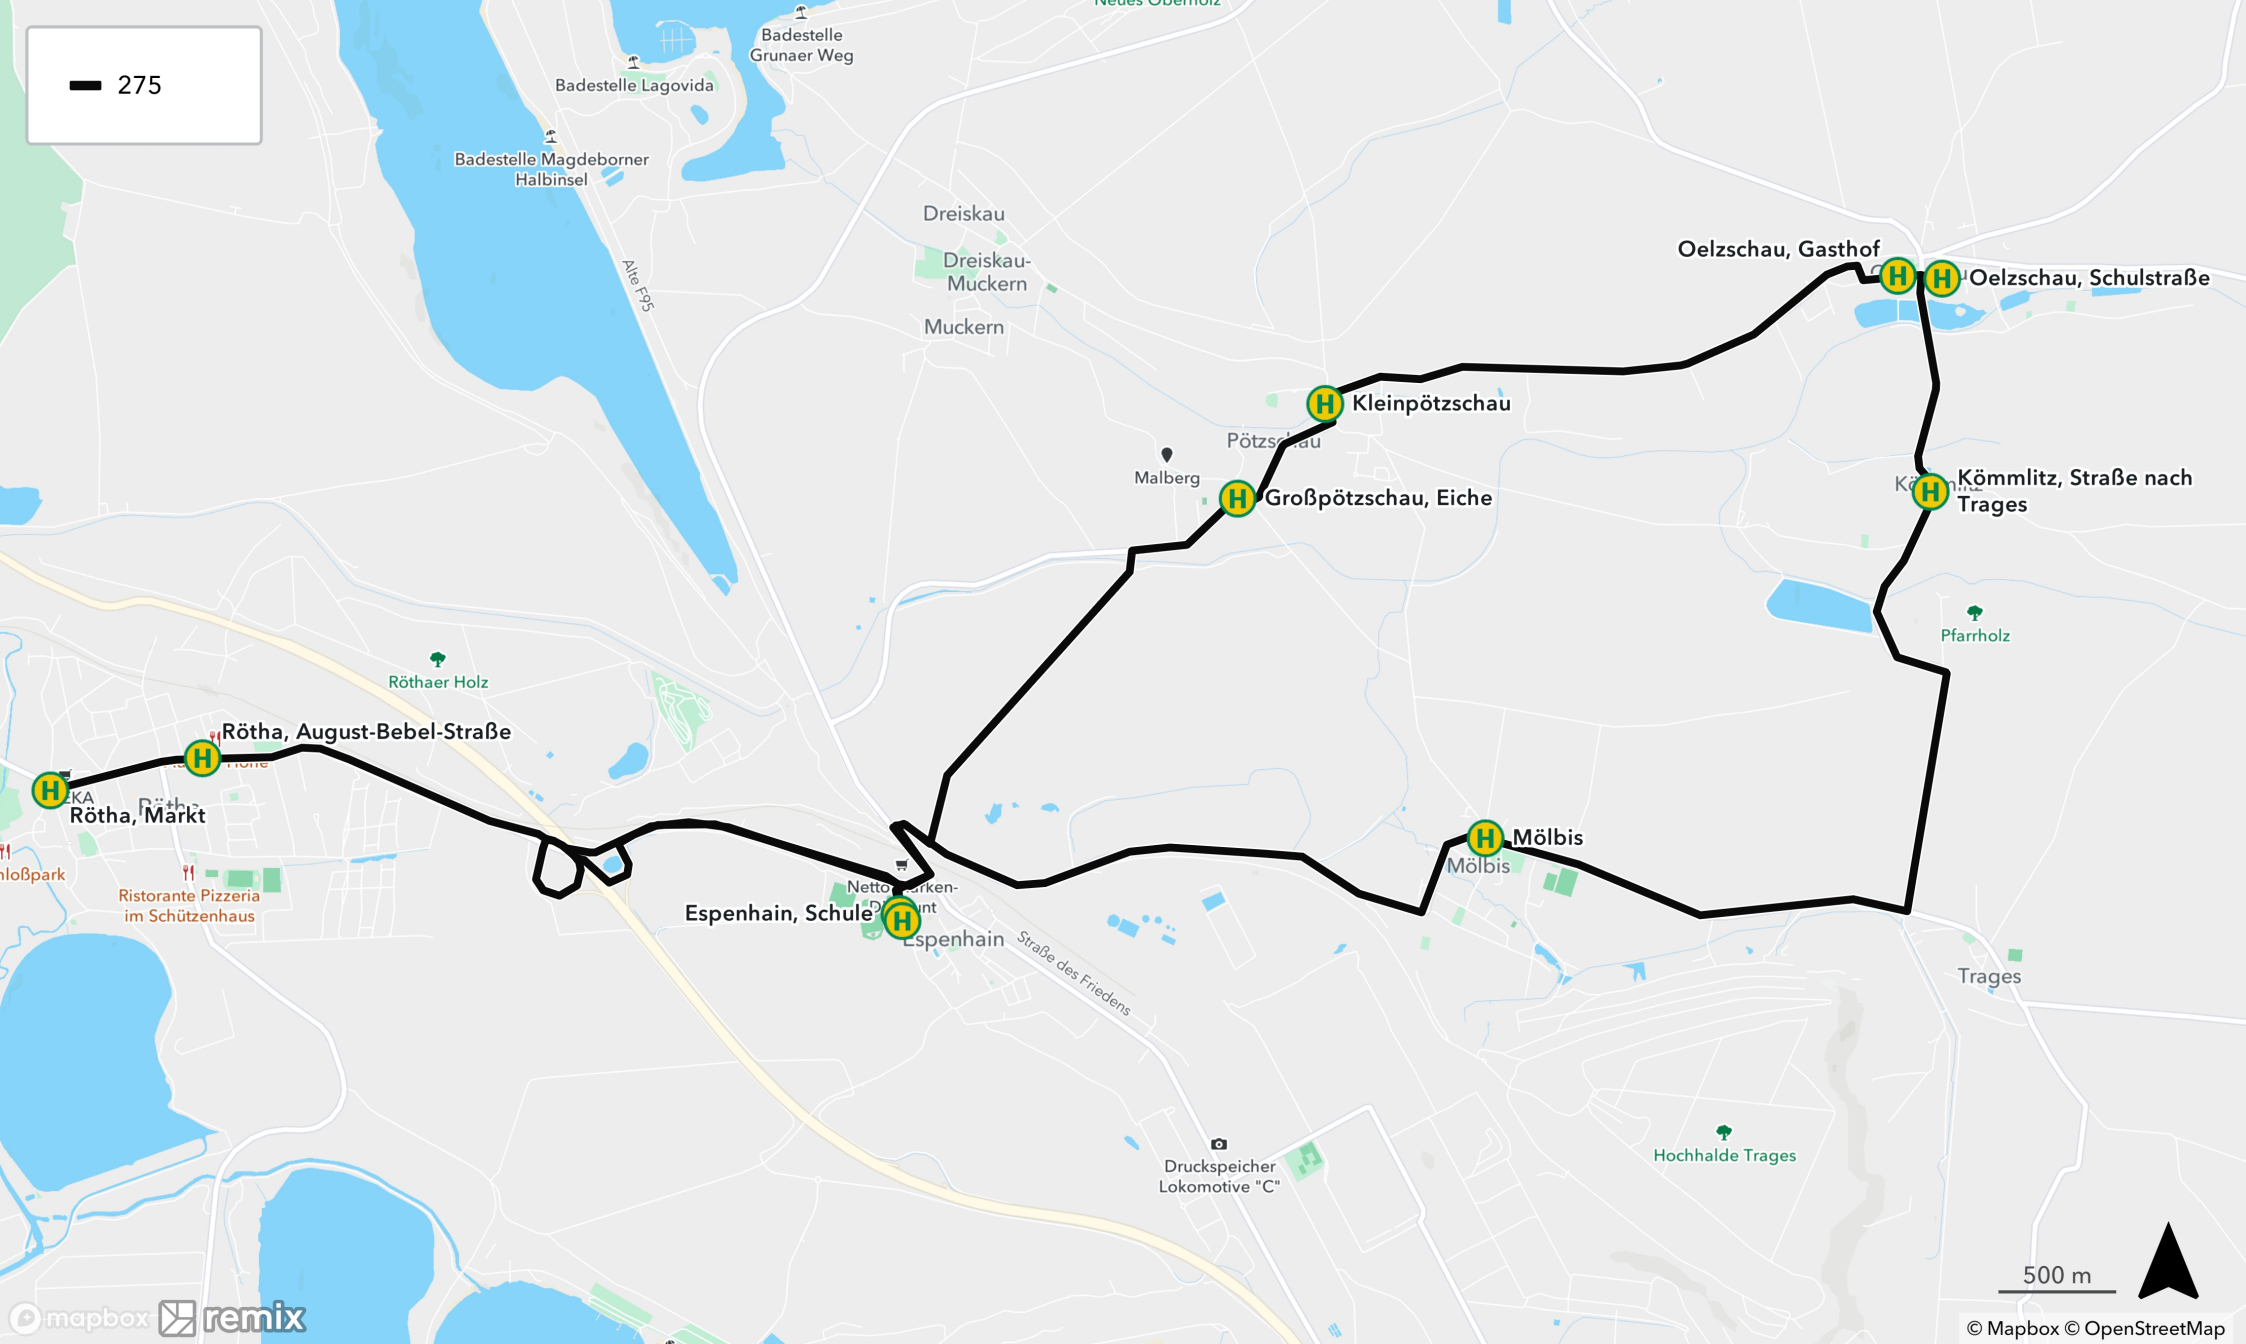 Neues Oberholz
275
Badestelle
Grunaer Weg
Badestelle Lagovida
Badestelle Magdeborner
Halbinsel
Dreiskau
Dreiskau-
Muckern
Muckern
Alte F95
Oelzschau, Gasthof
Oelzschau, Schulstraße
Kleinpötzschau
Pötzschau
Malberg
Großpötzschau, Eiche
Kömmlitz, Straße nach
Trages
Pfarrholz
Röthaer Holz
Rötha, August-Bebel-Straße
Rötha
Rötha, Markt
Ristorante Pizzeria
im Schützenhaus
Netto Marken-
Espenhain, Schule
Espenhain
Straße des Friedens
Mölbis
Mölbis
Trages
Druckspeicher
Lokomotive "C"
Hochhalde Trages
500 m
mapbox
remix
© Mapbox © OpenStreetMap
H
H
H
H
H
H
H
H
H